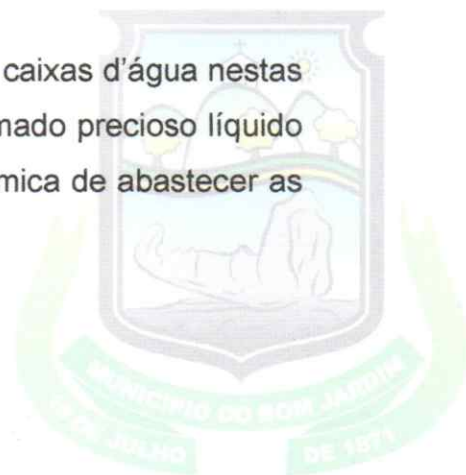 caixas d'água nestas
mado precioso líquido
mica de abastecer as
MUNICÍPIO DO BOM JARDIM
DE JULHO
DE 1871